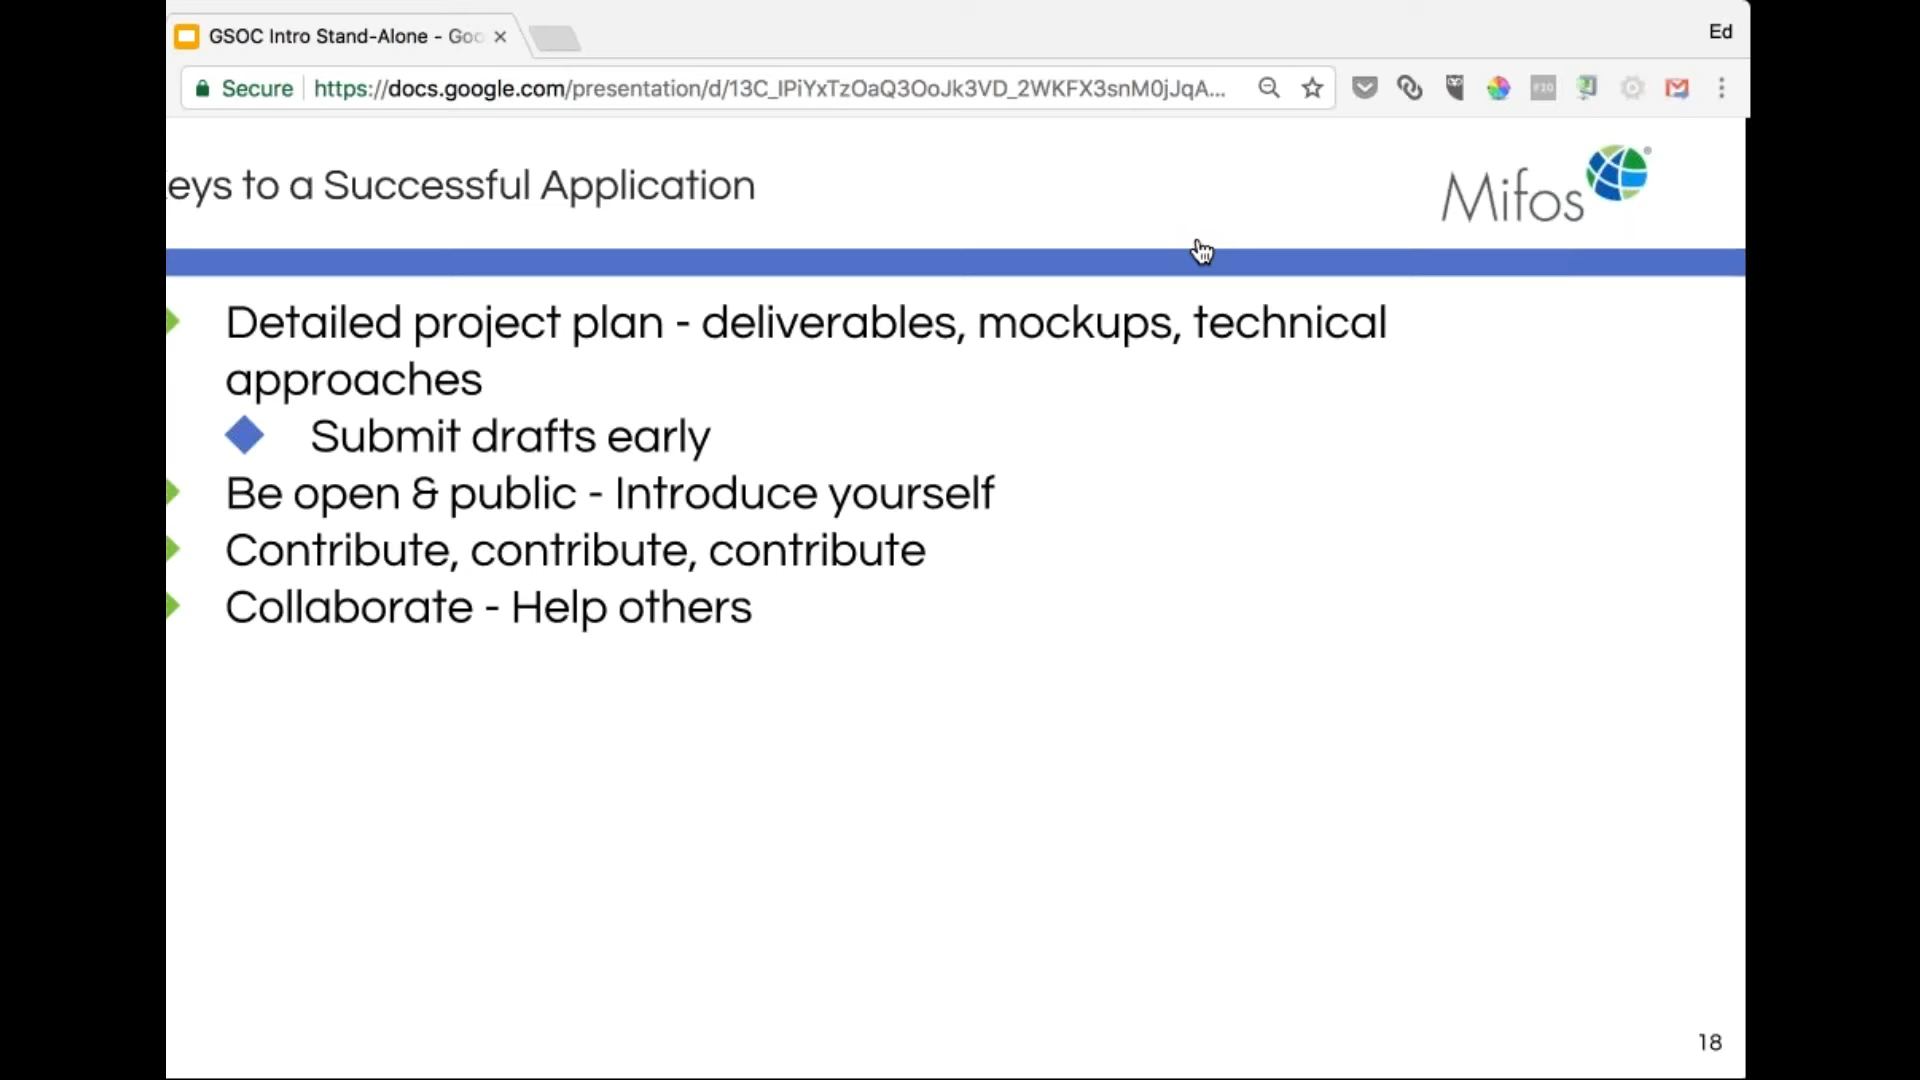 GSOC Intro Stand-Alone - Goo
Ed
Secure https://docs.google.com/presentation/d/13C_IPiYxTzOaQ3OoJk3VD_2WKFX3snM0jJqA...
eys to a Successful Application
Mifos
Detailed project plan - deliverables, mockups, technical
approaches
Submit drafts early
Be open & public - Introduce yourself
Contribute, contribute, contribute
Collaborate - Help others
18